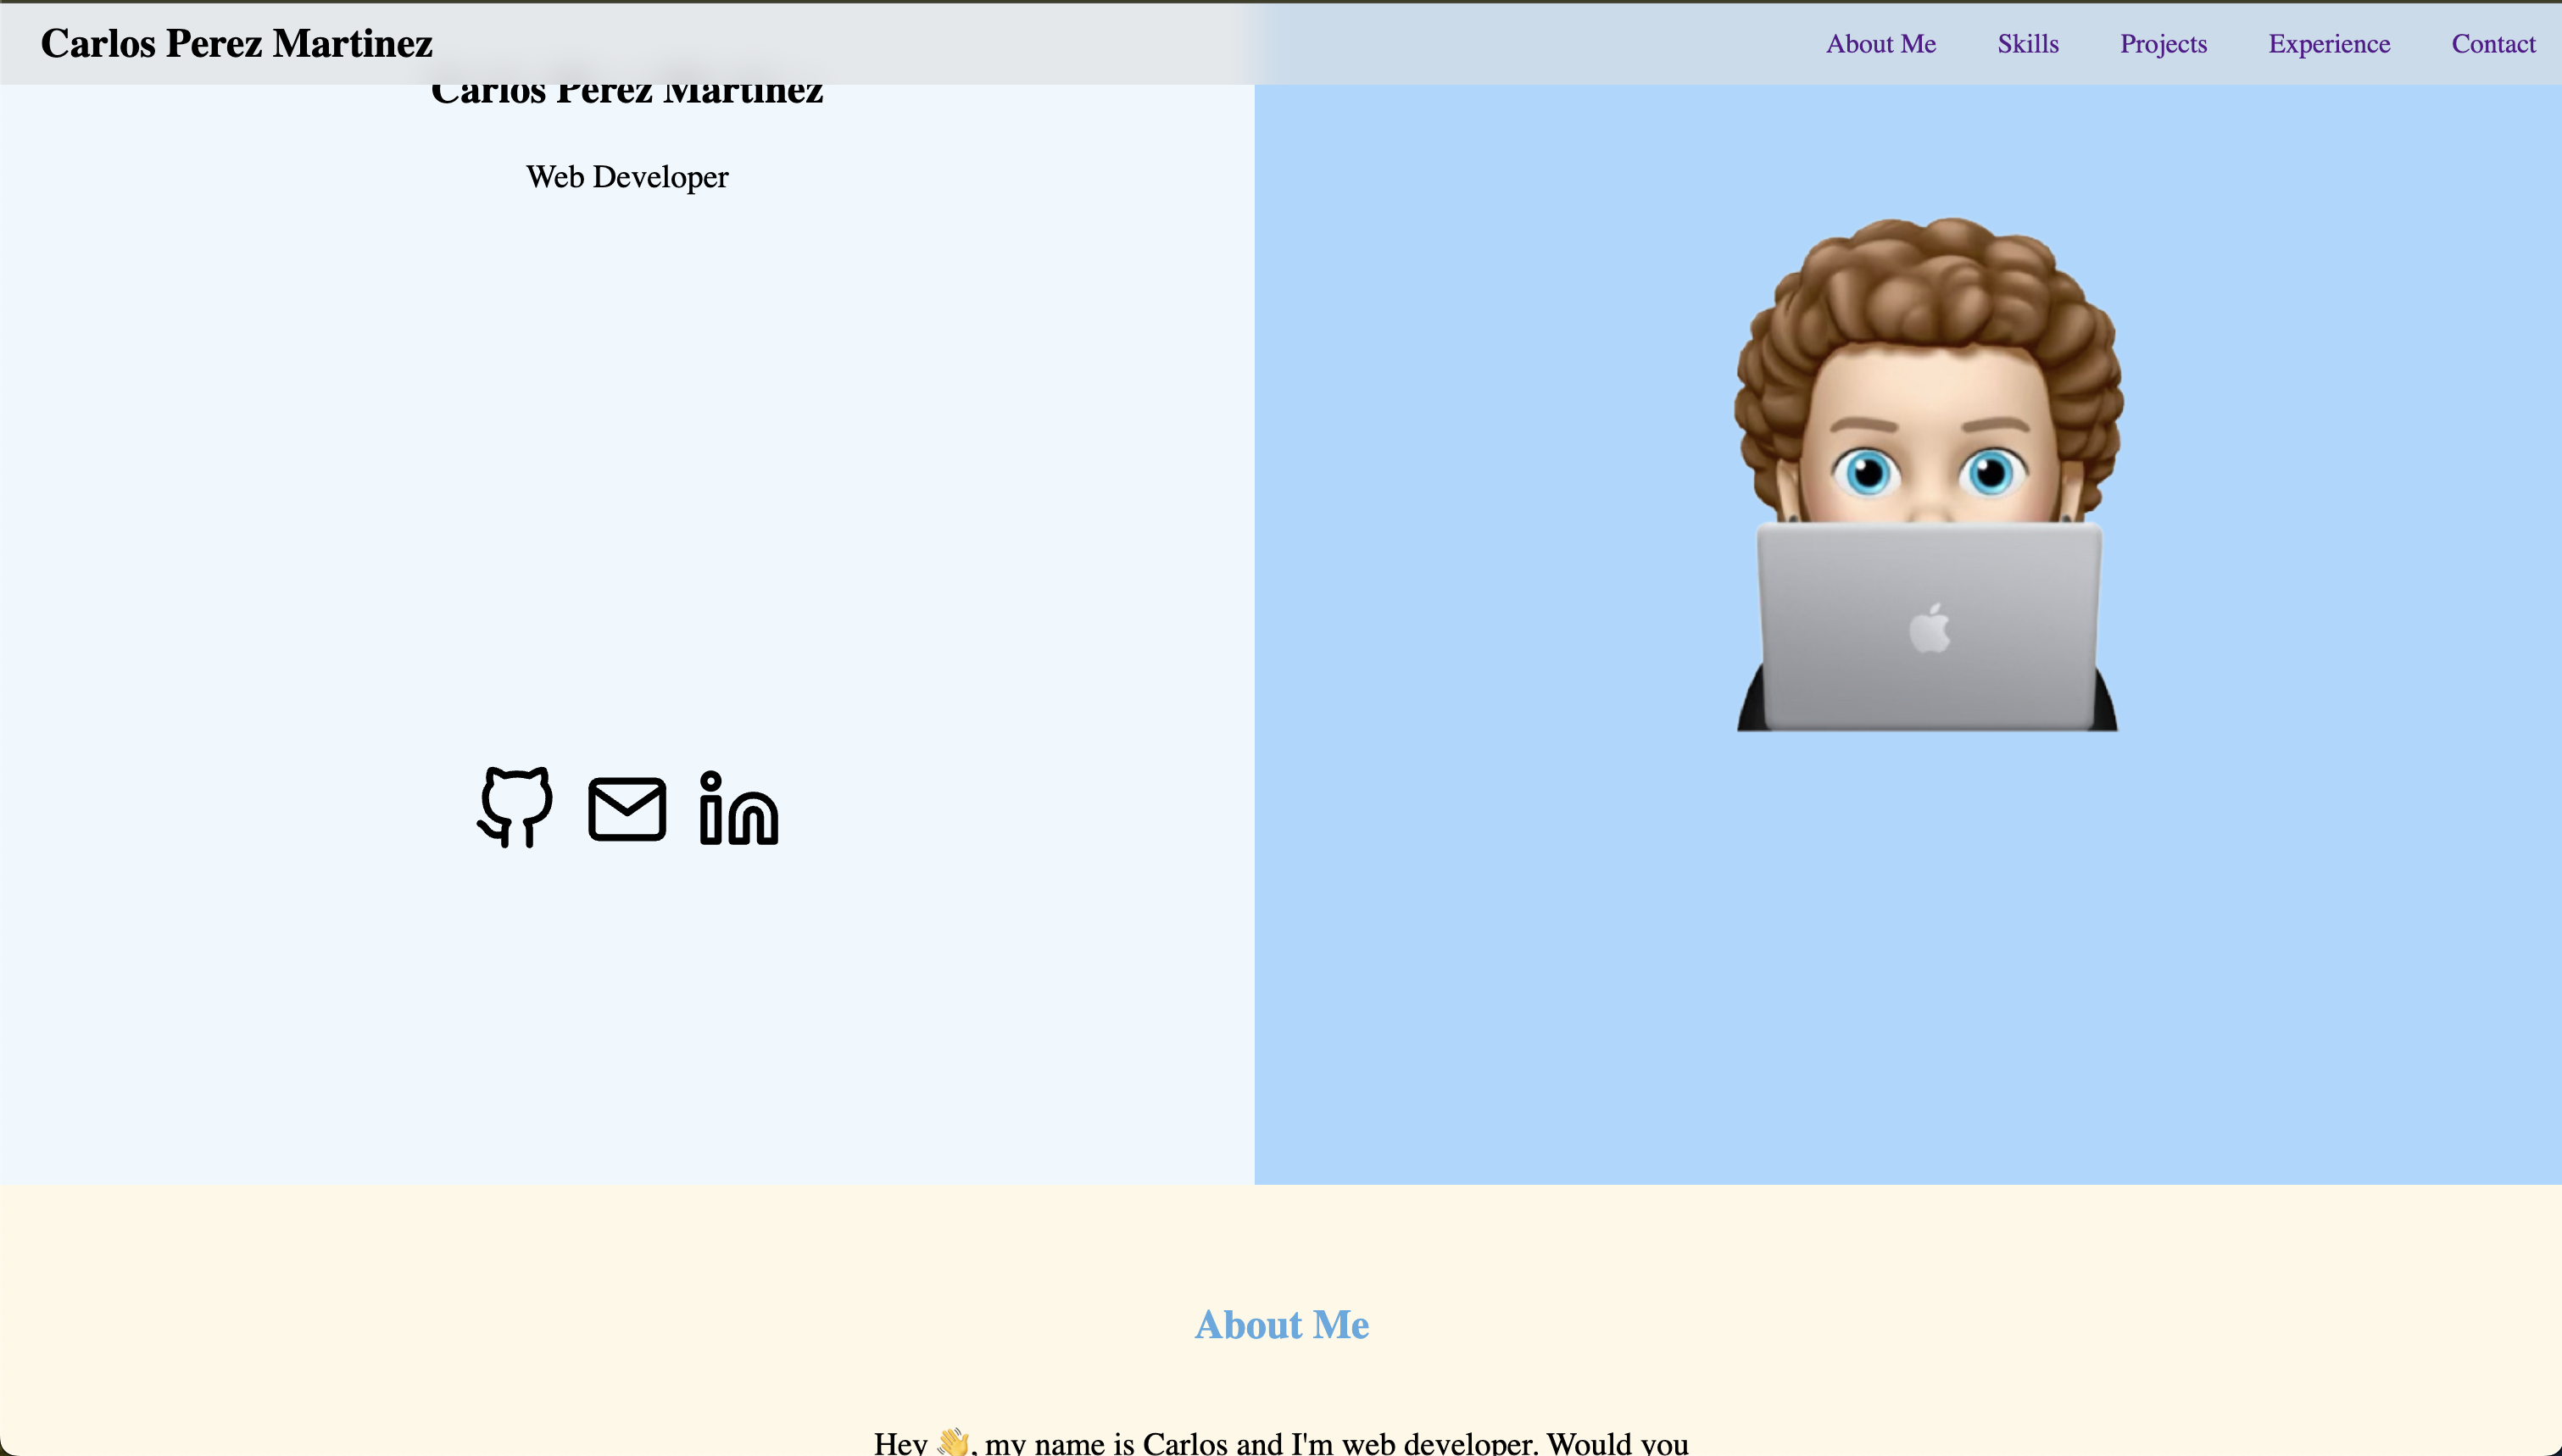 Carlos Perez Martinez
About Me Skills Projects Experience Contact
Carlos Perez Martinez
Web Developer
About Me
Hey 👋, my name is Carlos and I'm web developer. Would you